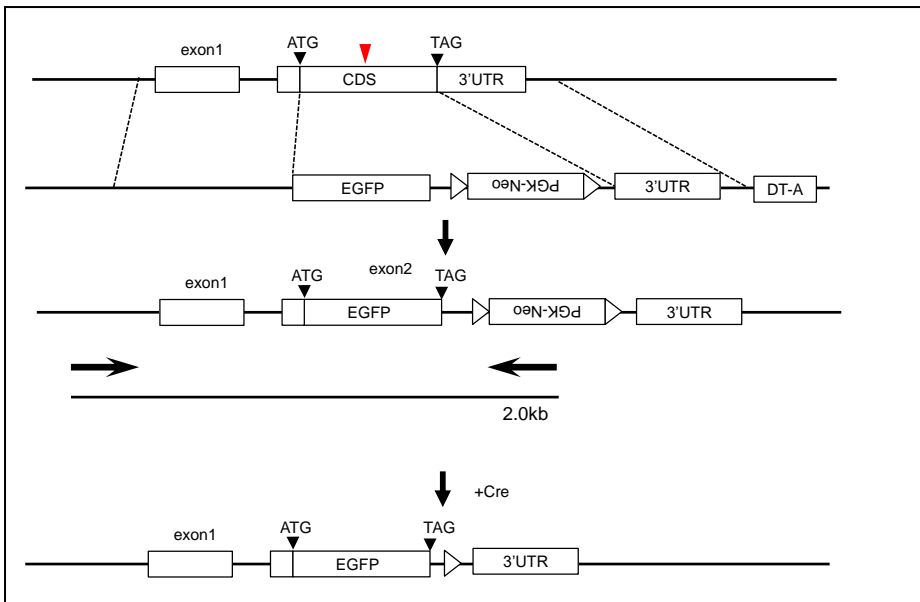 exon1
ATG
TAG
CDS
3'UTR
EGFP
PGK-Neo
3'UTR
DT-A
exon1
ATG
exon2
TAG
EGFP
PGK-Neo
3'UTR
2.0kb
+Cre
exon1
ATG
TAG
EGFP
3'UTR